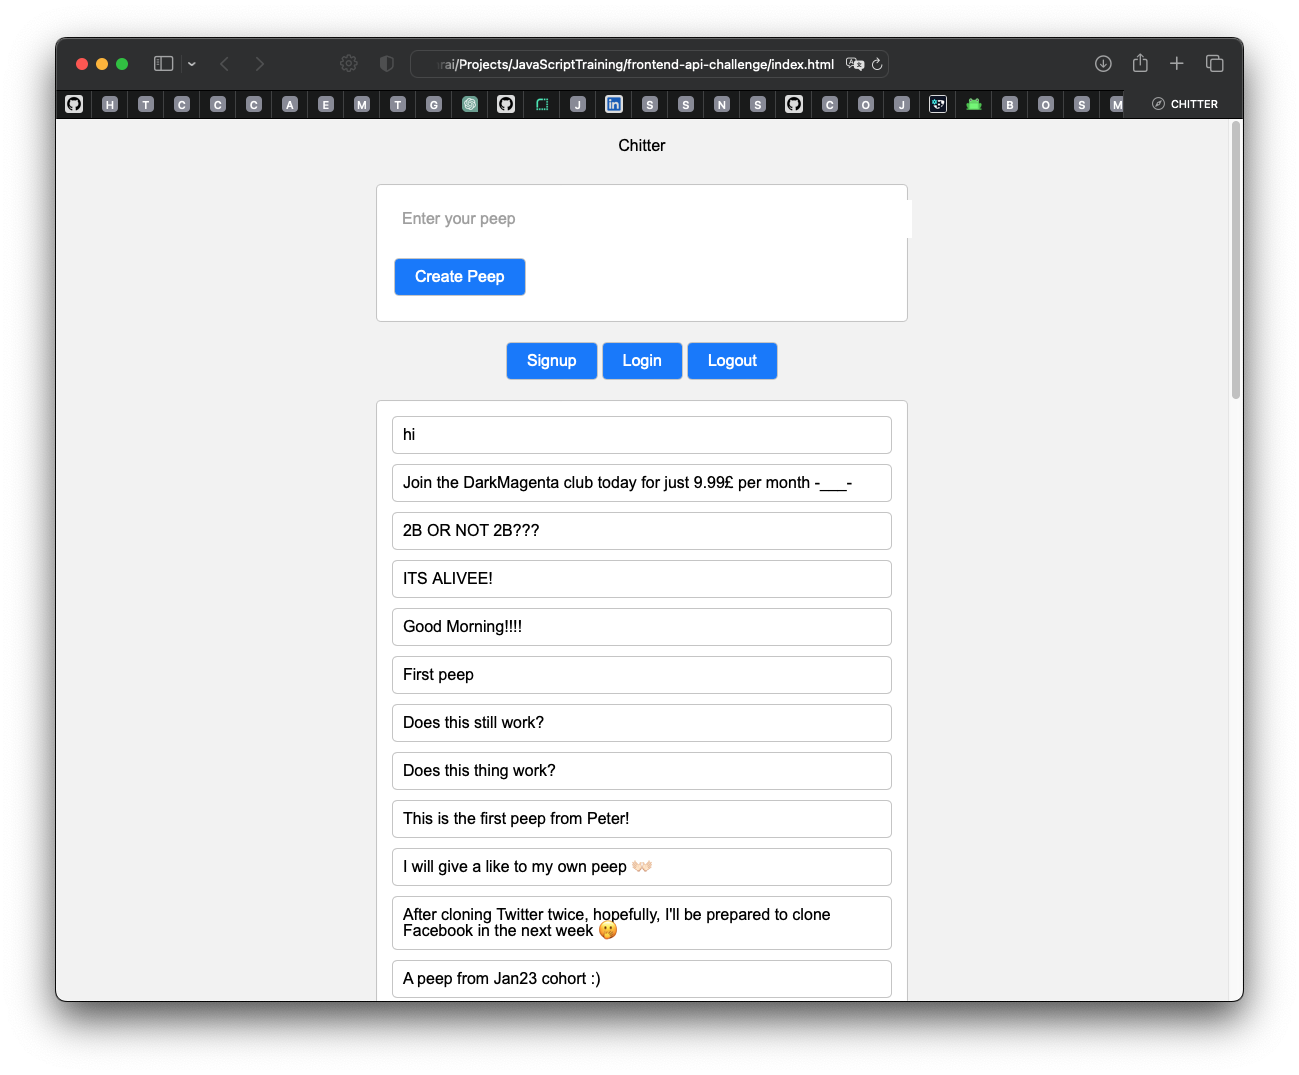 rai/Projects/JavaScriptTraining/frontend-api-challenge/index.html
H T C C C A E M T G J in S S N S C O J B O S M CHITTER
Chitter
Enter your peep
Create Peep
Signup Login Logout
hi
Join the DarkMagenta club today for just 9.99£ per month -___-
2B OR NOT 2B???
ITS ALIVEE!
Good Morning!!!!
First peep
Does this still work?
Does this thing work?
This is the first peep from Peter!
I will give a like to my own peep 👐🏻
After cloning Twitter twice, hopefully, I'll be prepared to clone
Facebook in the next week 🫢
A peep from Jan23 cohort :)